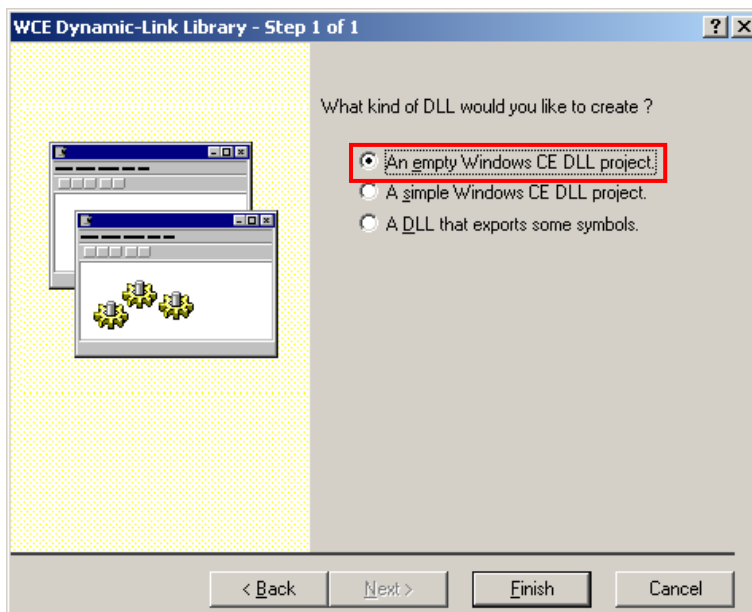 WCE Dynamic-Link Library - Step 1 of 1
What kind of DLL would you like to create ?
An empty Windows CE DLL project.
A simple Windows CE DLL project.
A DLL that exports some symbols.
< Back
Next >
Finish
Cancel